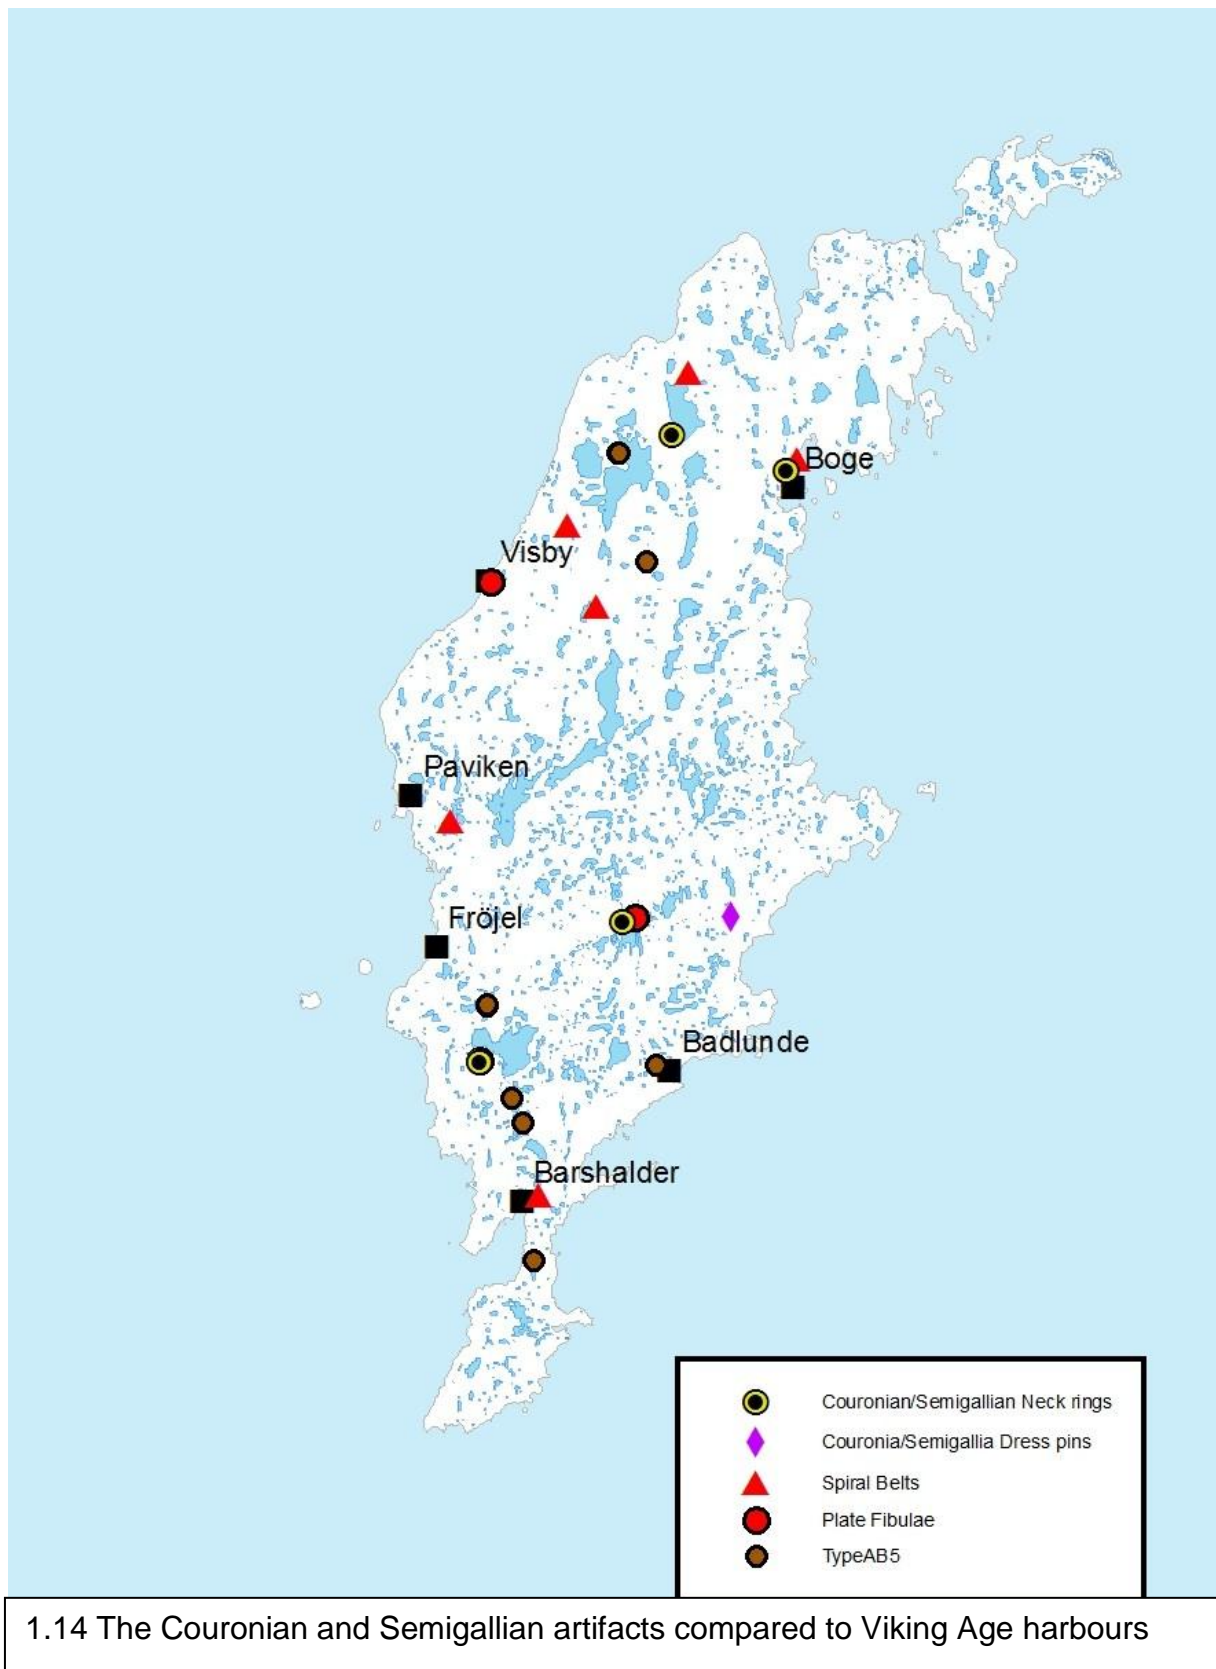 Boge
Visby
Paviken
Fröjel
Badlunde
Barshalder
Couronian/Semigallian Neck rings
Couronia/Semigallia Dress pins
Spiral Belts
Plate Fibulae
TypeAB5
1.14 The Couronian and Semigallian artifacts compared to Viking Age harbours